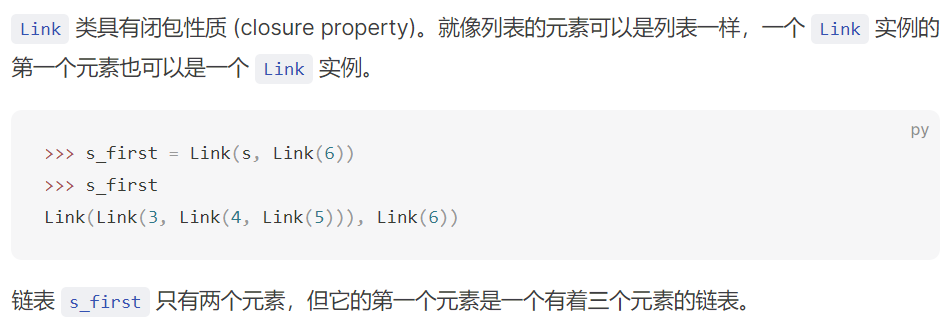 Link 类具有闭包性质 (closure property)。就像列表的元素可以是列表一样，一个 Link 实例的
第一个元素也可以是一个 Link 实例。
py
>>> s_first = Link(s, Link(6))
>>> s_first
Link(Link(3, Link(4, Link(5))), Link(6))
链表 s_first 只有两个元素，但它的第一个元素是一个有着三个元素的链表。